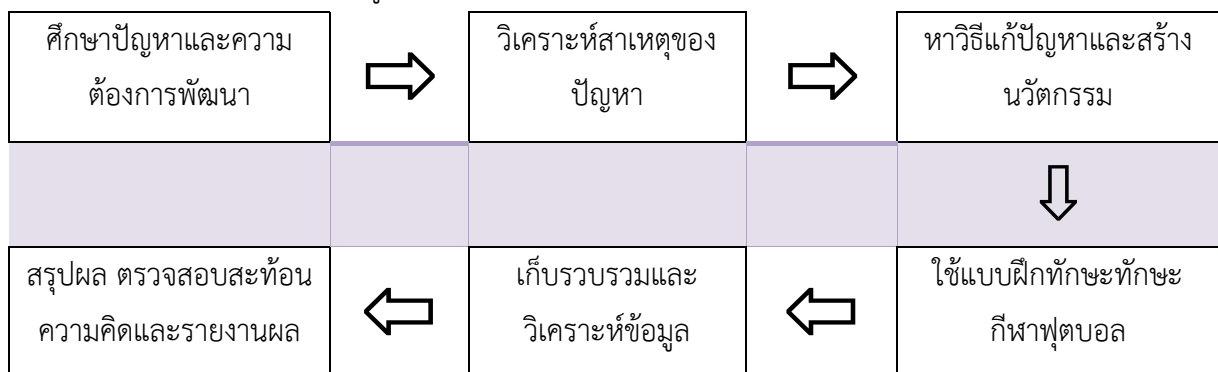 ศึกษาปัญหาและความ
ต้องการพัฒนา
วิเคราะห์สาเหตุของ
ปัญหา
หาวิธีแก้ปัญหาและสร้าง
นวัตกรรม
ใช้แบบฝึกทักษะทักษะ
กีฬาฟุตบอล
เก็บรวบรวมและ
วิเคราะห์ข้อมูล
สรุปผล ตรวจสอบสะท้อน
ความคิดและรายงานผล